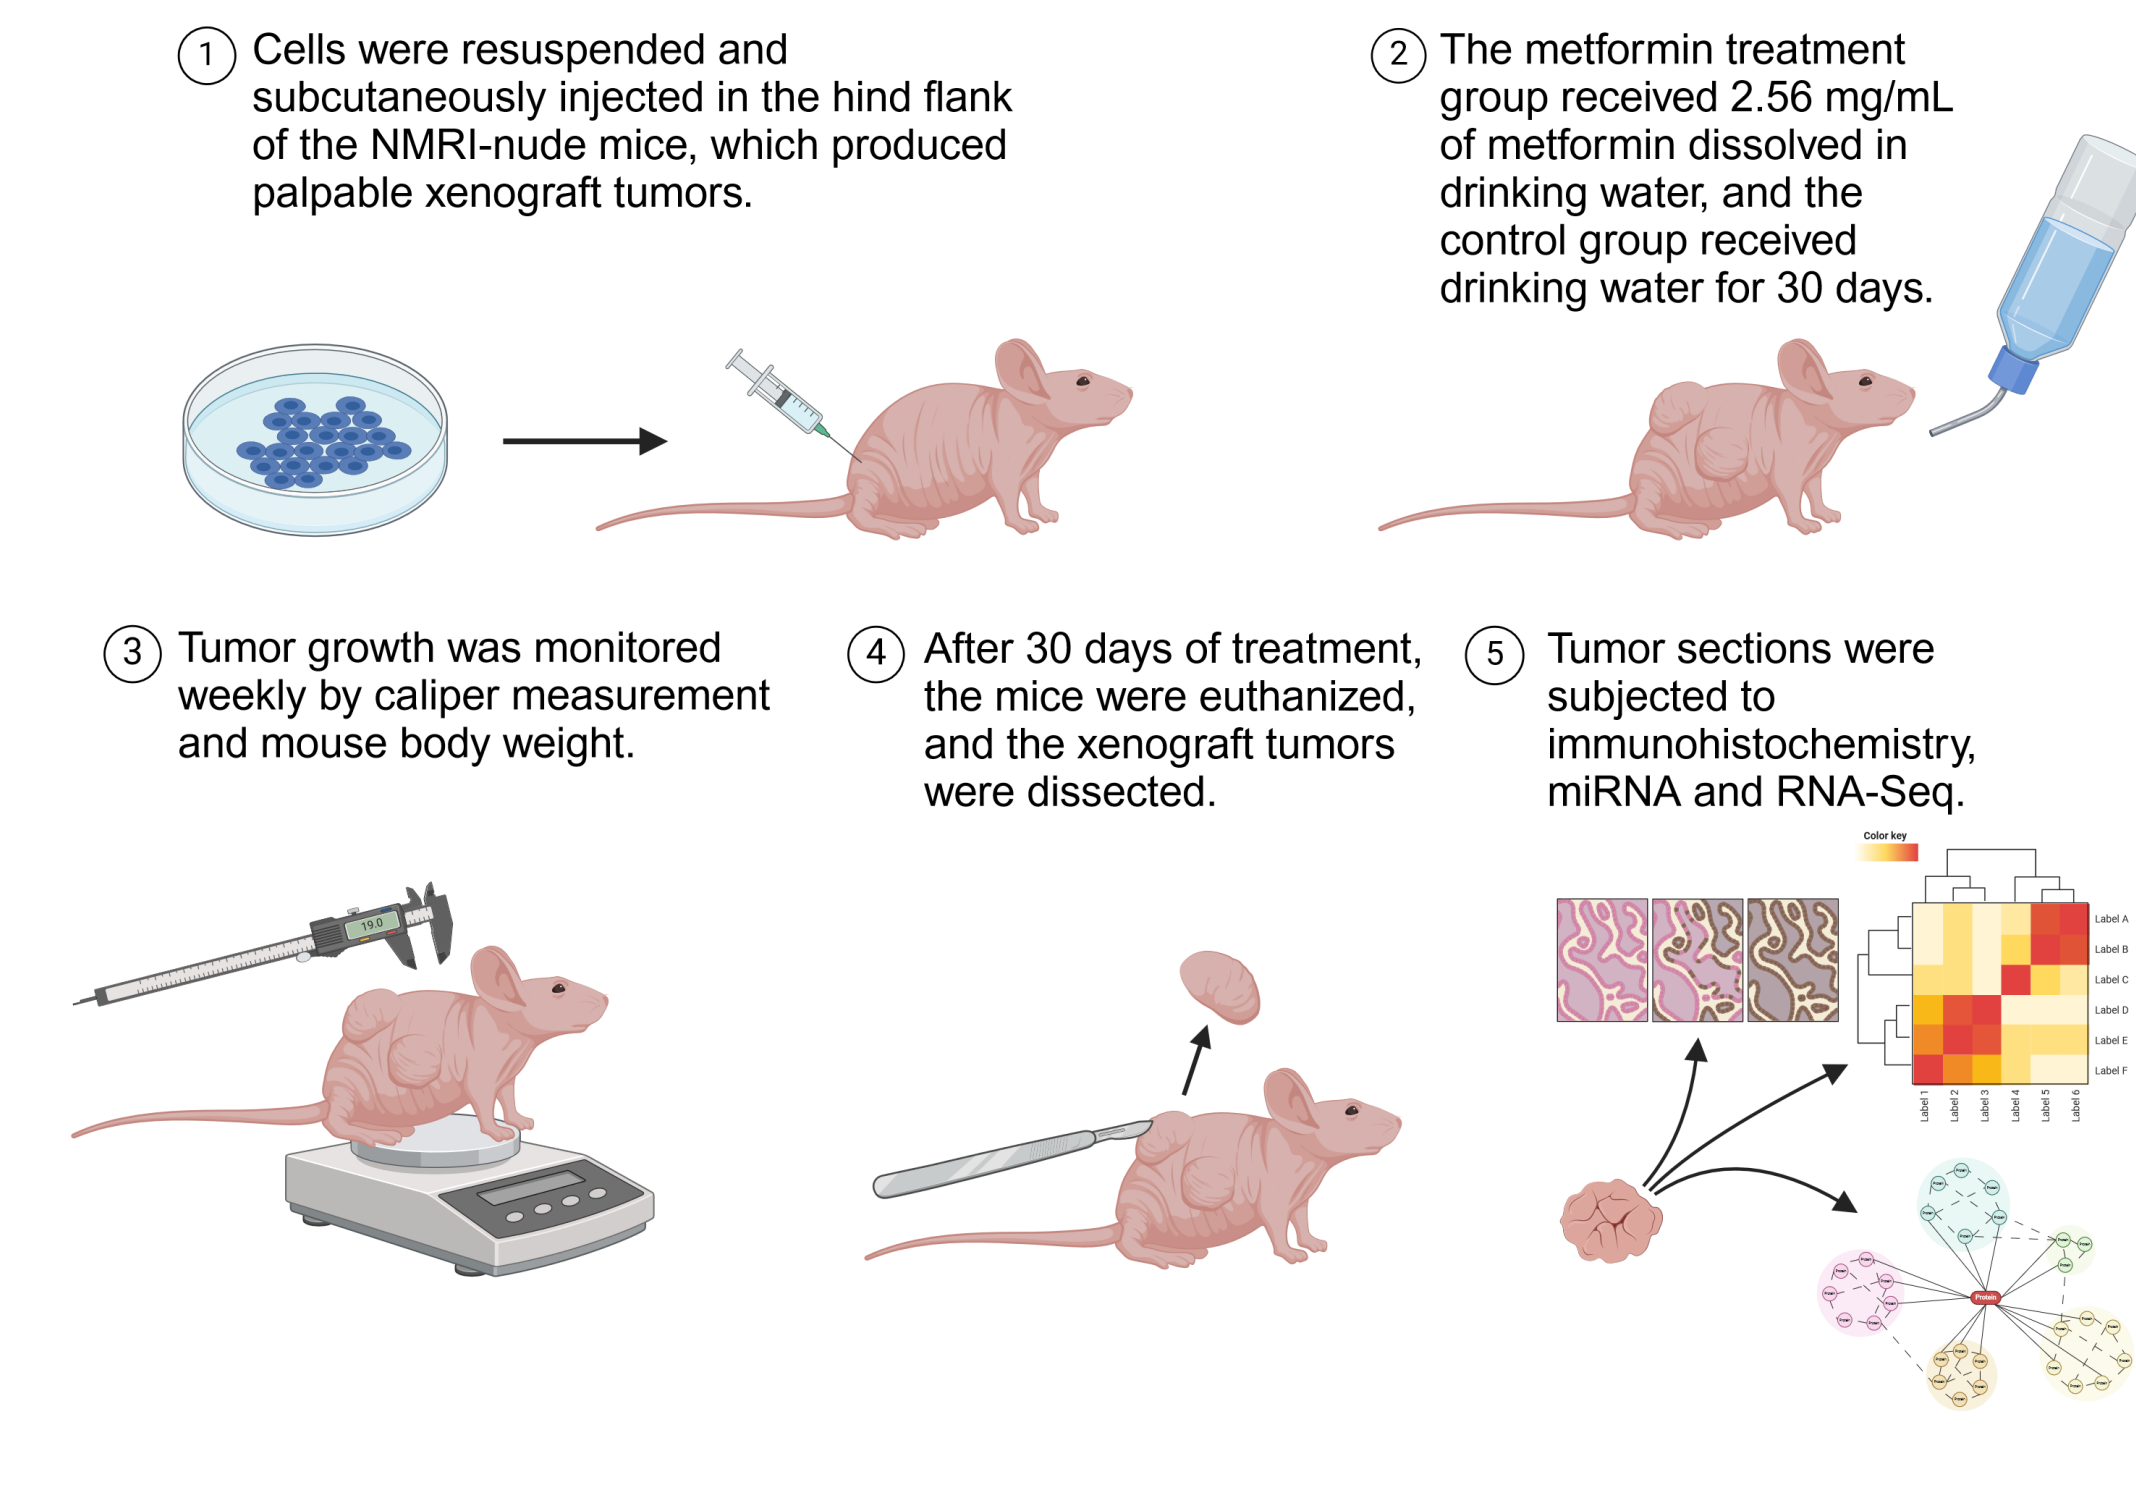 1
Cells were resuspended and
subcutaneously injected in the hind flank
of the NMRI-nude mice, which produced
palpable xenograft tumors.
2
The metformin treatment
group received 2.56 mg/mL
of metformin dissolved in
drinking water, and the
control group received
drinking water for 30 days.
3
Tumor growth was monitored
weekly by caliper measurement
and mouse body weight.
19.0
4
After 30 days of treatment,
the mice were euthanized,
and the xenograft tumors
were dissected.
5
Tumor sections were
subjected to
immunohistochemistry,
miRNA and RNA-Seq.
Color key
Label A
Label B
Label C
Label D
Label E
Label F
Label 1
Label 2
Label 3
Label 4
Label 5
Label 6
Protein